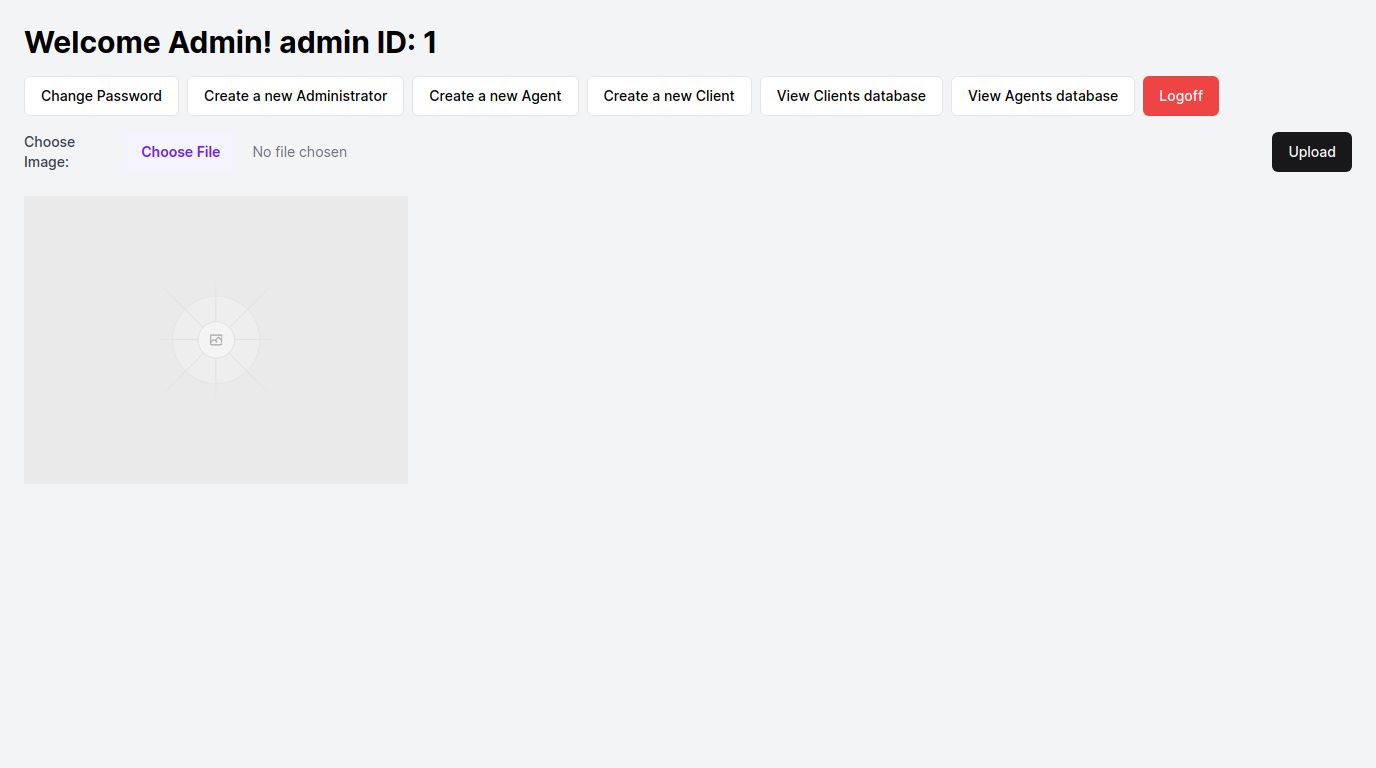 Welcome Admin! admin ID: 1
Change Password Create a new Administrator Create a new Agent Create a new Client View Clients database View Agents database Logoff
Choose
Image:
Choose File No file chosen
Upload